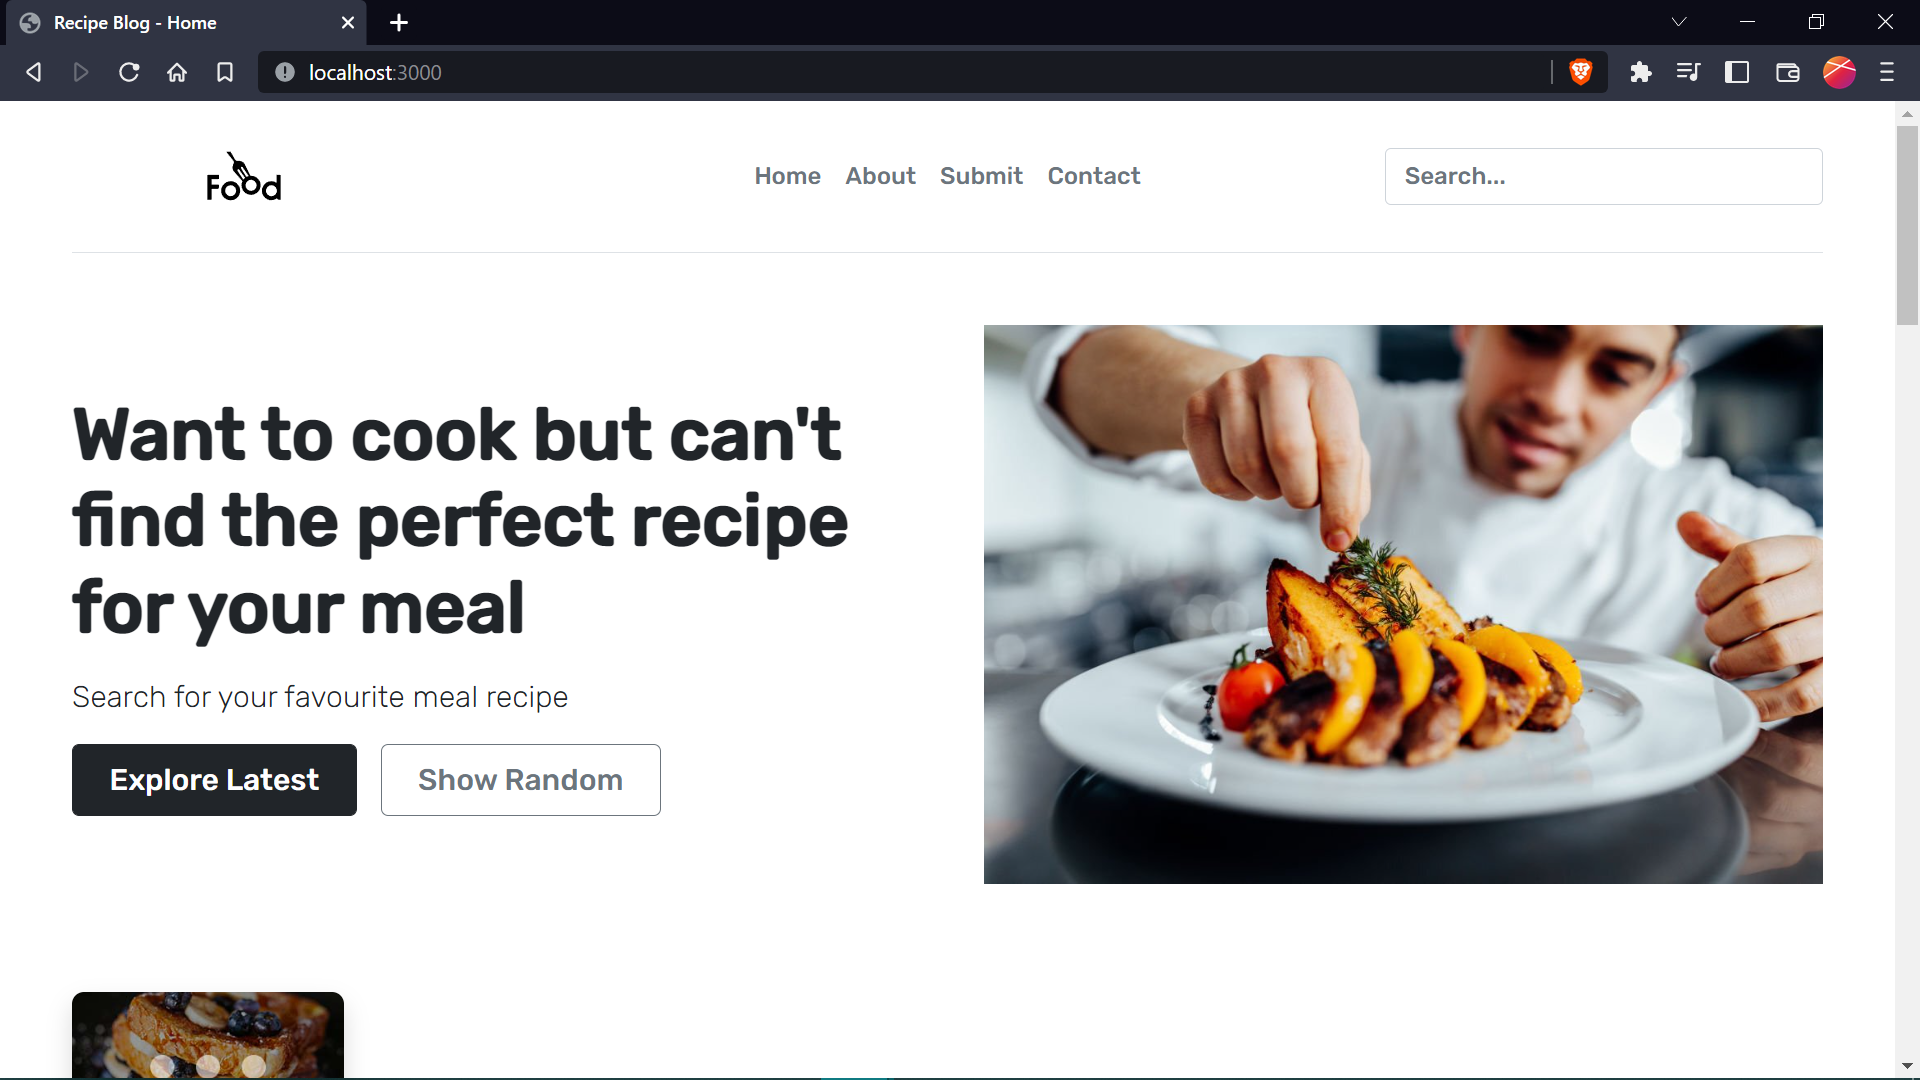 Recipe Blog - Home
localhost:3000
Food
Home About Submit Contact
Search...
Want to cook but can't
find the perfect recipe
for your meal
Search for your favourite meal recipe
Explore Latest
Show Random